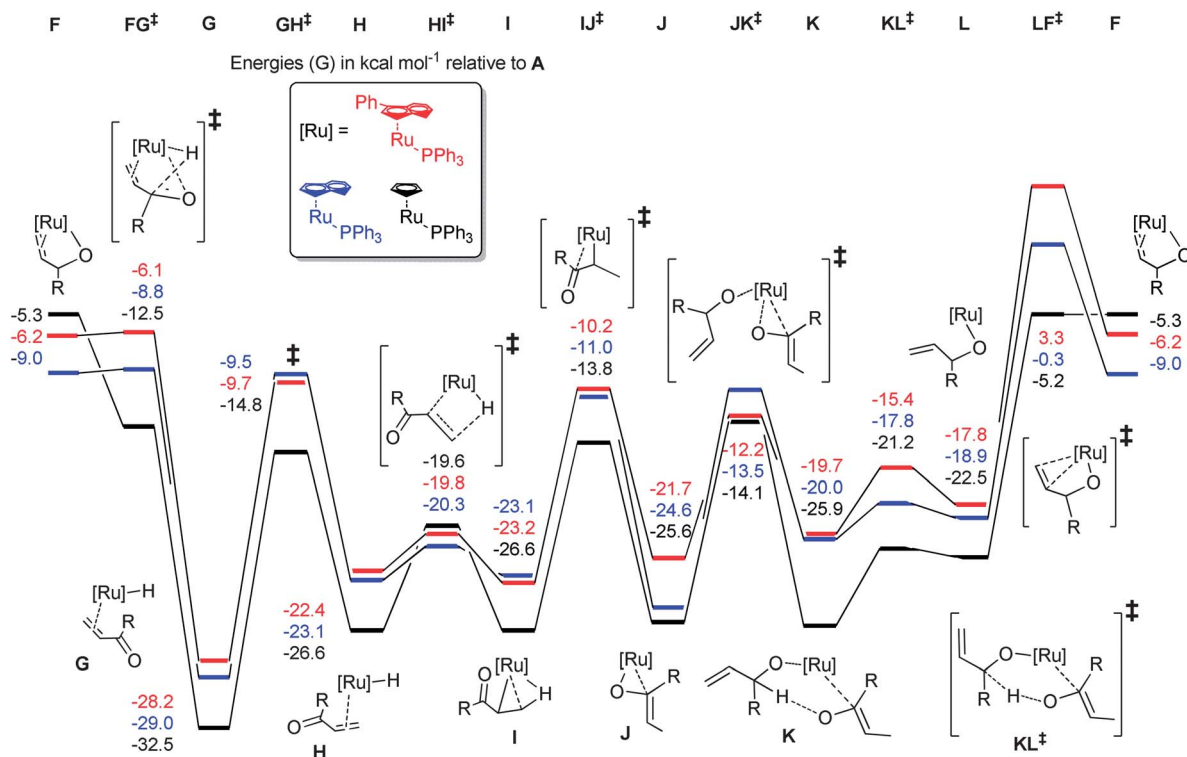 F FG‡ G GH‡ H HI‡ I IJ‡ J JK‡ K KL‡ L LF‡ F
Energies (G) in kcal mol⁻¹ relative to A
[Ru] =
Ph
Ru
PPh₃
Ru
PPh₃
Ru
PPh₃
‡
[Ru]
H
O
R
[Ru]
O
R
-6.1
-8.8
-12.5
-5.3
-6.2
-9.0
-9.5
-9.7
-14.8
‡
‡
[Ru]
H
O
-19.6
-19.8
-20.3
-23.1
-23.2
-26.6
‡
[Ru]
R
O
-10.2
-11.0
-13.8
‡
R
O
[Ru]
O
R
-21.7
-24.6
-25.6
-12.2
-13.5
-14.1
-19.7
-20.0
-25.9
[Ru]
O
R
-15.4
-17.8
-21.2
-17.8
-18.9
-22.5
3.3
-0.3
-5.2
[Ru]
O
R
-5.3
-6.2
-9.0
‡
[Ru]
O
R
[Ru]
H
R
O
G
-28.2
-29.0
-32.5
-22.4
-23.1
-26.6
[Ru]
H
R
O
H
[Ru]
O
H
R
I
[Ru]
O
R
J
O
[Ru]
R
H
O
R
K
‡
O
[Ru]
R
H
O
R
KL‡